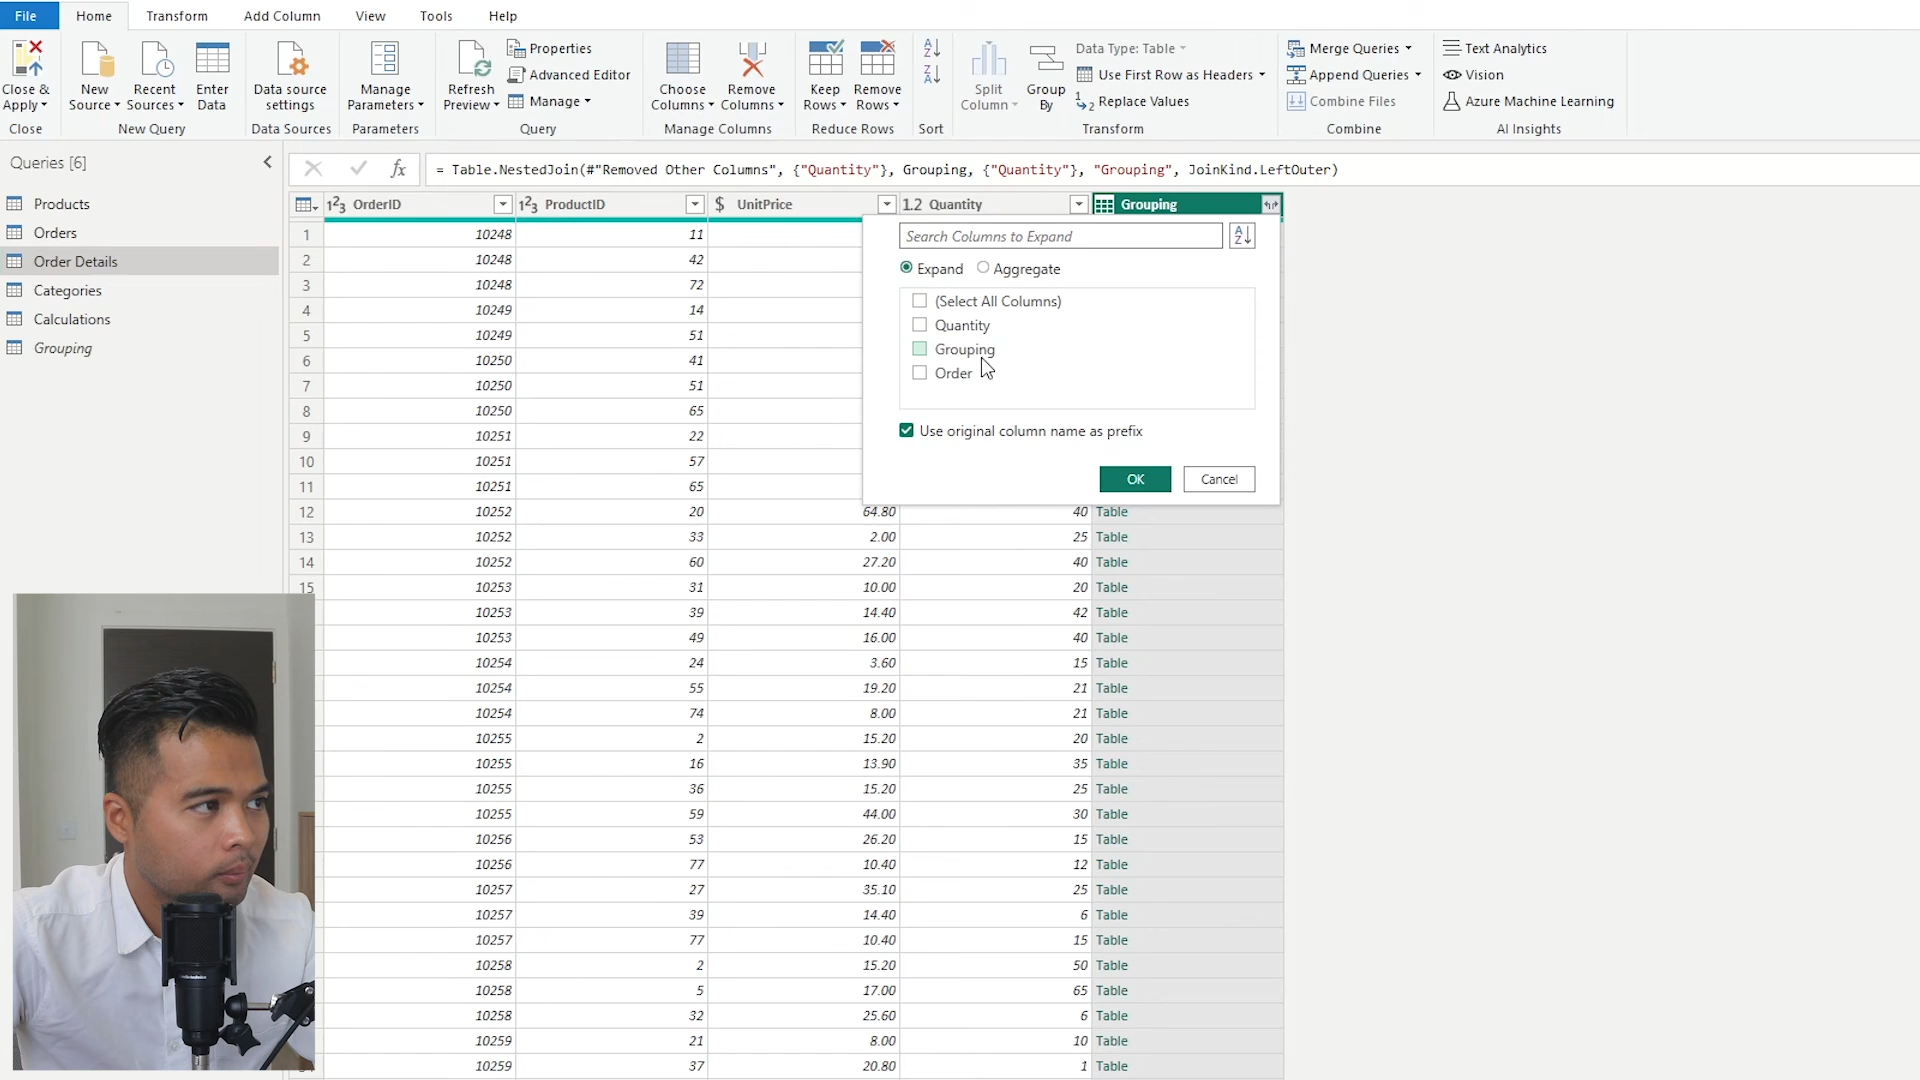 File Home Transform Add Column View Tools Help
Close & Apply New Source Recent Sources Enter Data Data source settings Manage Parameters Refresh Preview Properties Advanced Editor Manage Choose Columns Remove Columns Keep Rows Remove Rows Split Column Group By Data Type: Table Use First Row as Headers Replace Values Merge Queries Append Queries Combine Files Text Analytics Vision Azure Machine Learning
Close New Query Data Sources Parameters Query Manage Columns Reduce Rows Sort Transform Combine AI Insights
Queries [6]
Products
Orders
Order Details
Categories
Calculations
Grouping
fx = Table.NestedJoin(#"Removed Other Columns", {"Quantity"}, Grouping, {"Quantity"}, "Grouping", JoinKind.LeftOuter)
123 OrderID 123 ProductID $ UnitPrice 1.2 Quantity Grouping
Search Columns to Expand
Expand Aggregate
(Select All Columns)
Quantity
Grouping
Order
Use original column name as prefix
OK Cancel
1 10248 11
2 10248 42
3 10248 72
4 10249 14
5 10249 51
6 10250 41
7 10250 51
8 10250 65
9 10251 22
10 10251 57
11 10251 65
12 10252 20 64.80 40 Table
13 10252 33 2.00 25 Table
14 10252 60 27.20 40 Table
15 10253 31 10.00 20 Table
10253 39 14.40 42 Table
10253 49 16.00 40 Table
10254 24 3.60 15 Table
10254 55 19.20 21 Table
10254 74 8.00 21 Table
10255 2 15.20 20 Table
10255 16 13.90 35 Table
10255 36 15.20 25 Table
10255 59 44.00 30 Table
10256 53 26.20 15 Table
10256 77 10.40 12 Table
10257 27 35.10 25 Table
10257 39 14.40 6 Table
10257 77 10.40 15 Table
10258 2 15.20 50 Table
10258 5 17.00 65 Table
10258 32 25.60 6 Table
10259 21 8.00 10 Table
10259 37 20.80 1 Table